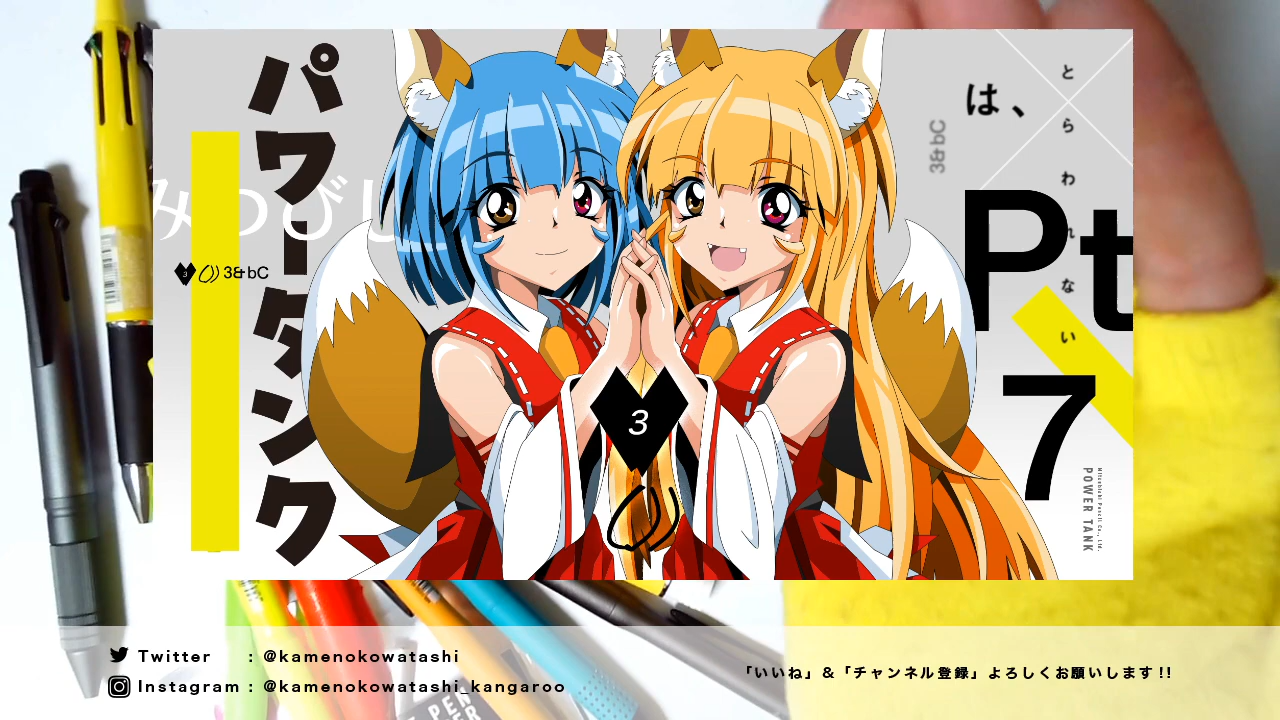 パワータンク
みつびし
3 3&bC
3&bC
は、
とらわれない
Pt
7
3
Mitsubishi Pencil Co., Ltd.
POWER TANK
Twitter : @kamenokowatashi
Instagram : @kamenokowatashi_kangaroo
「いいね」&「チャンネル登録」よろしくお願いします!!